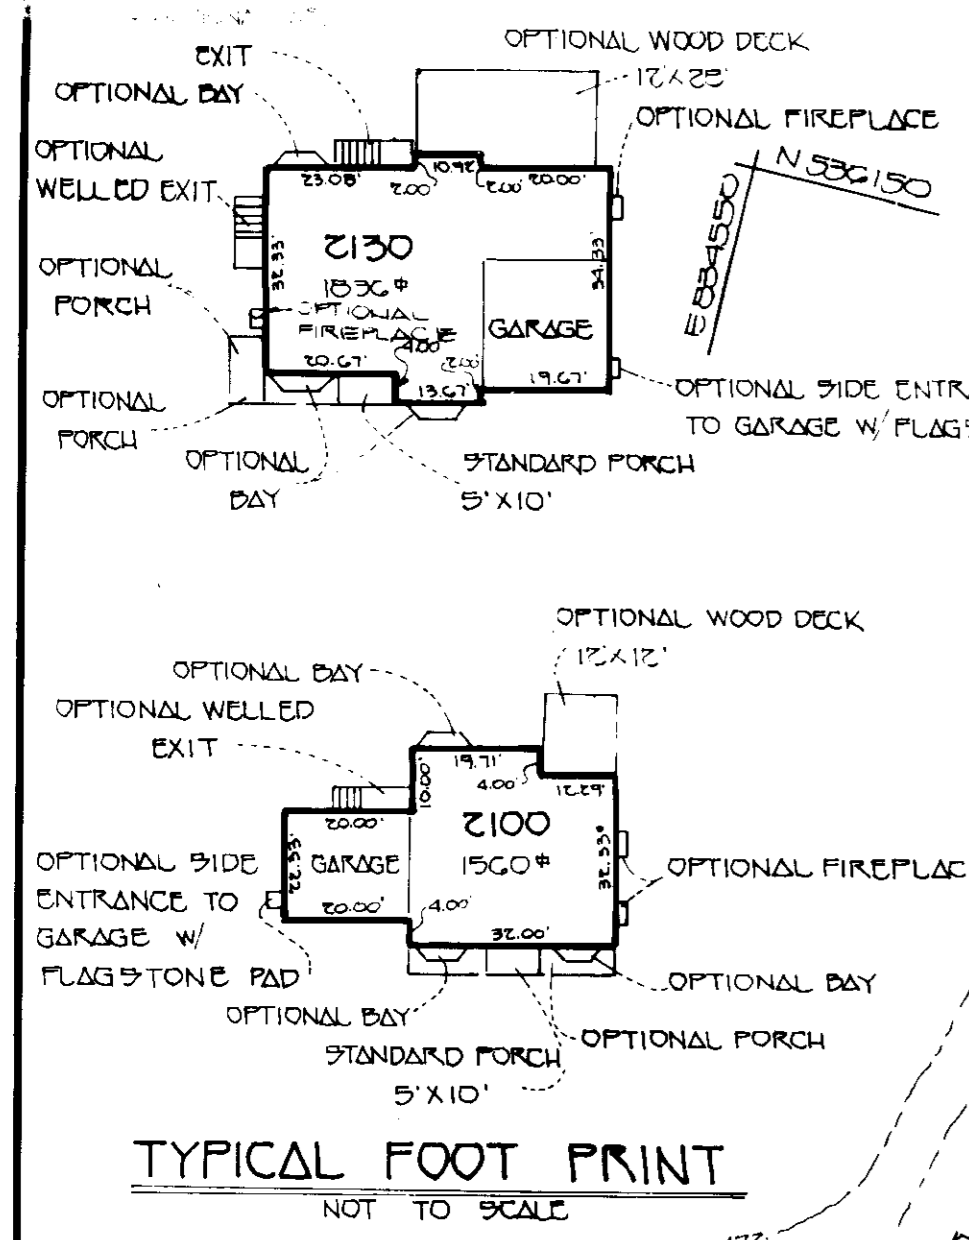 EXIT
OPTIONAL WOOD DECK
12'X28'
OPTIONAL BAY
OPTIONAL FIREPLACE
OPTIONAL
WELLED EXIT
N 536150
E 834550
23.08'
2.00'
10.92'
2.00'
20.00'
32.33'
34.33'
2130
1836 #
OPTIONAL
PORCH
OPTIONAL
FIREPLACE
GARAGE
4.00'
2.00'
20.67'
13.67'
19.67'
OPTIONAL
PORCH
OPTIONAL SIDE ENTR
TO GARAGE W/ FLAGS
OPTIONAL
BAY
STANDARD PORCH
5'X10'
OPTIONAL WOOD DECK
12'X12'
OPTIONAL BAY
OPTIONAL WELLED
EXIT
19.71'
10.00'
4.00'
12.29'
20.00'
2100
1560 #
22.33'
GARAGE
32.33'
OPTIONAL SIDE
ENTRANCE TO
GARAGE W/
FLAGSTONE PAD
OPTIONAL FIREPLAC
20.00'
4.00'
32.00'
OPTIONAL BAY
OPTIONAL BAY
OPTIONAL PORCH
STANDARD PORCH
5'X10'
TYPICAL FOOT PRINT
NOT TO SCALE